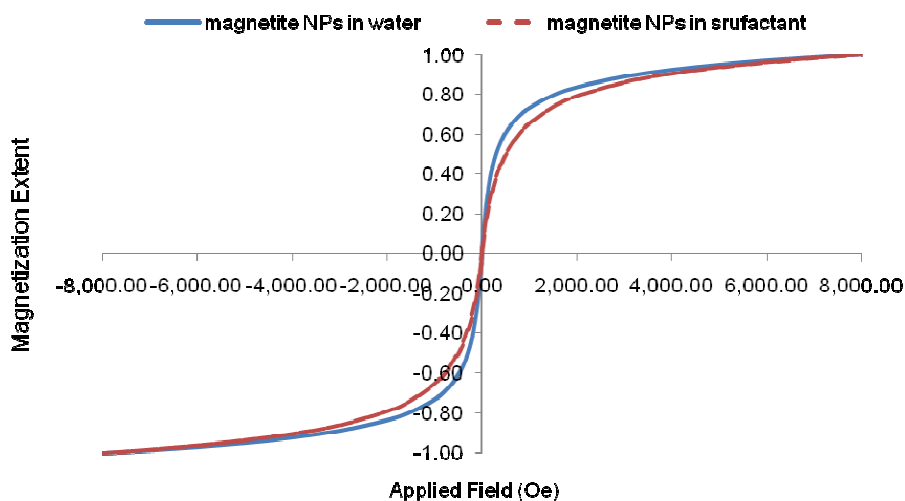 magnetite NPs in water magnetite NPs in srufactant
1.00
0.80
0.60
0.40
0.20
0.00
-8,000.00 -6,000.00 -4,000.00 -2,000.00 0.00 2,000.00 4,000.00 6,000.00 8,000.00
-0.20
-0.40
-0.60
-0.80
-1.00
Magnetization Extent
Applied Field (Oe)